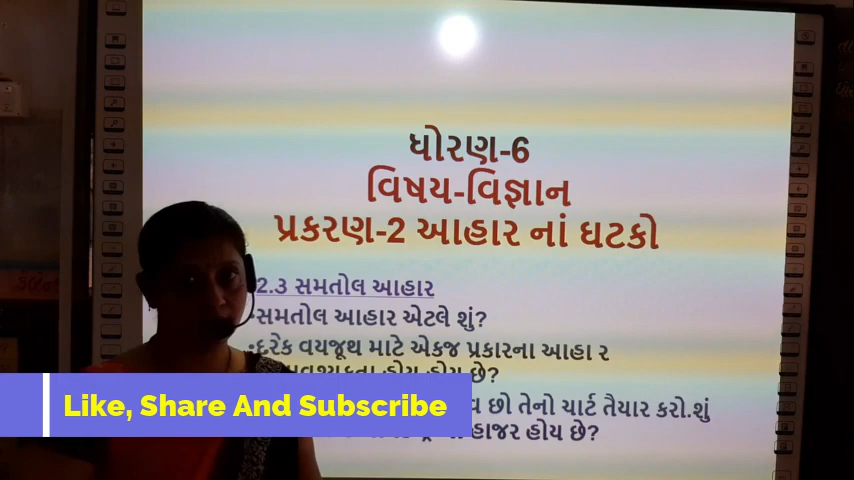 ધોરણ-6
વિષય-વિજ્ઞાન
પ્રકરણ-2 આહાર નાં ઘટકો
2.૩ સમતોલ આહાર
•સમતોલ આહાર એટલે શું?
•દરેક વયજૂથ માટે એકજ પ્રકારના આહા ર
હોય હોય છે?
છો તેનો ચાર્ટ તૈયાર કરો.શું
હાજર હોય છે?
Like, Share And Subscribe